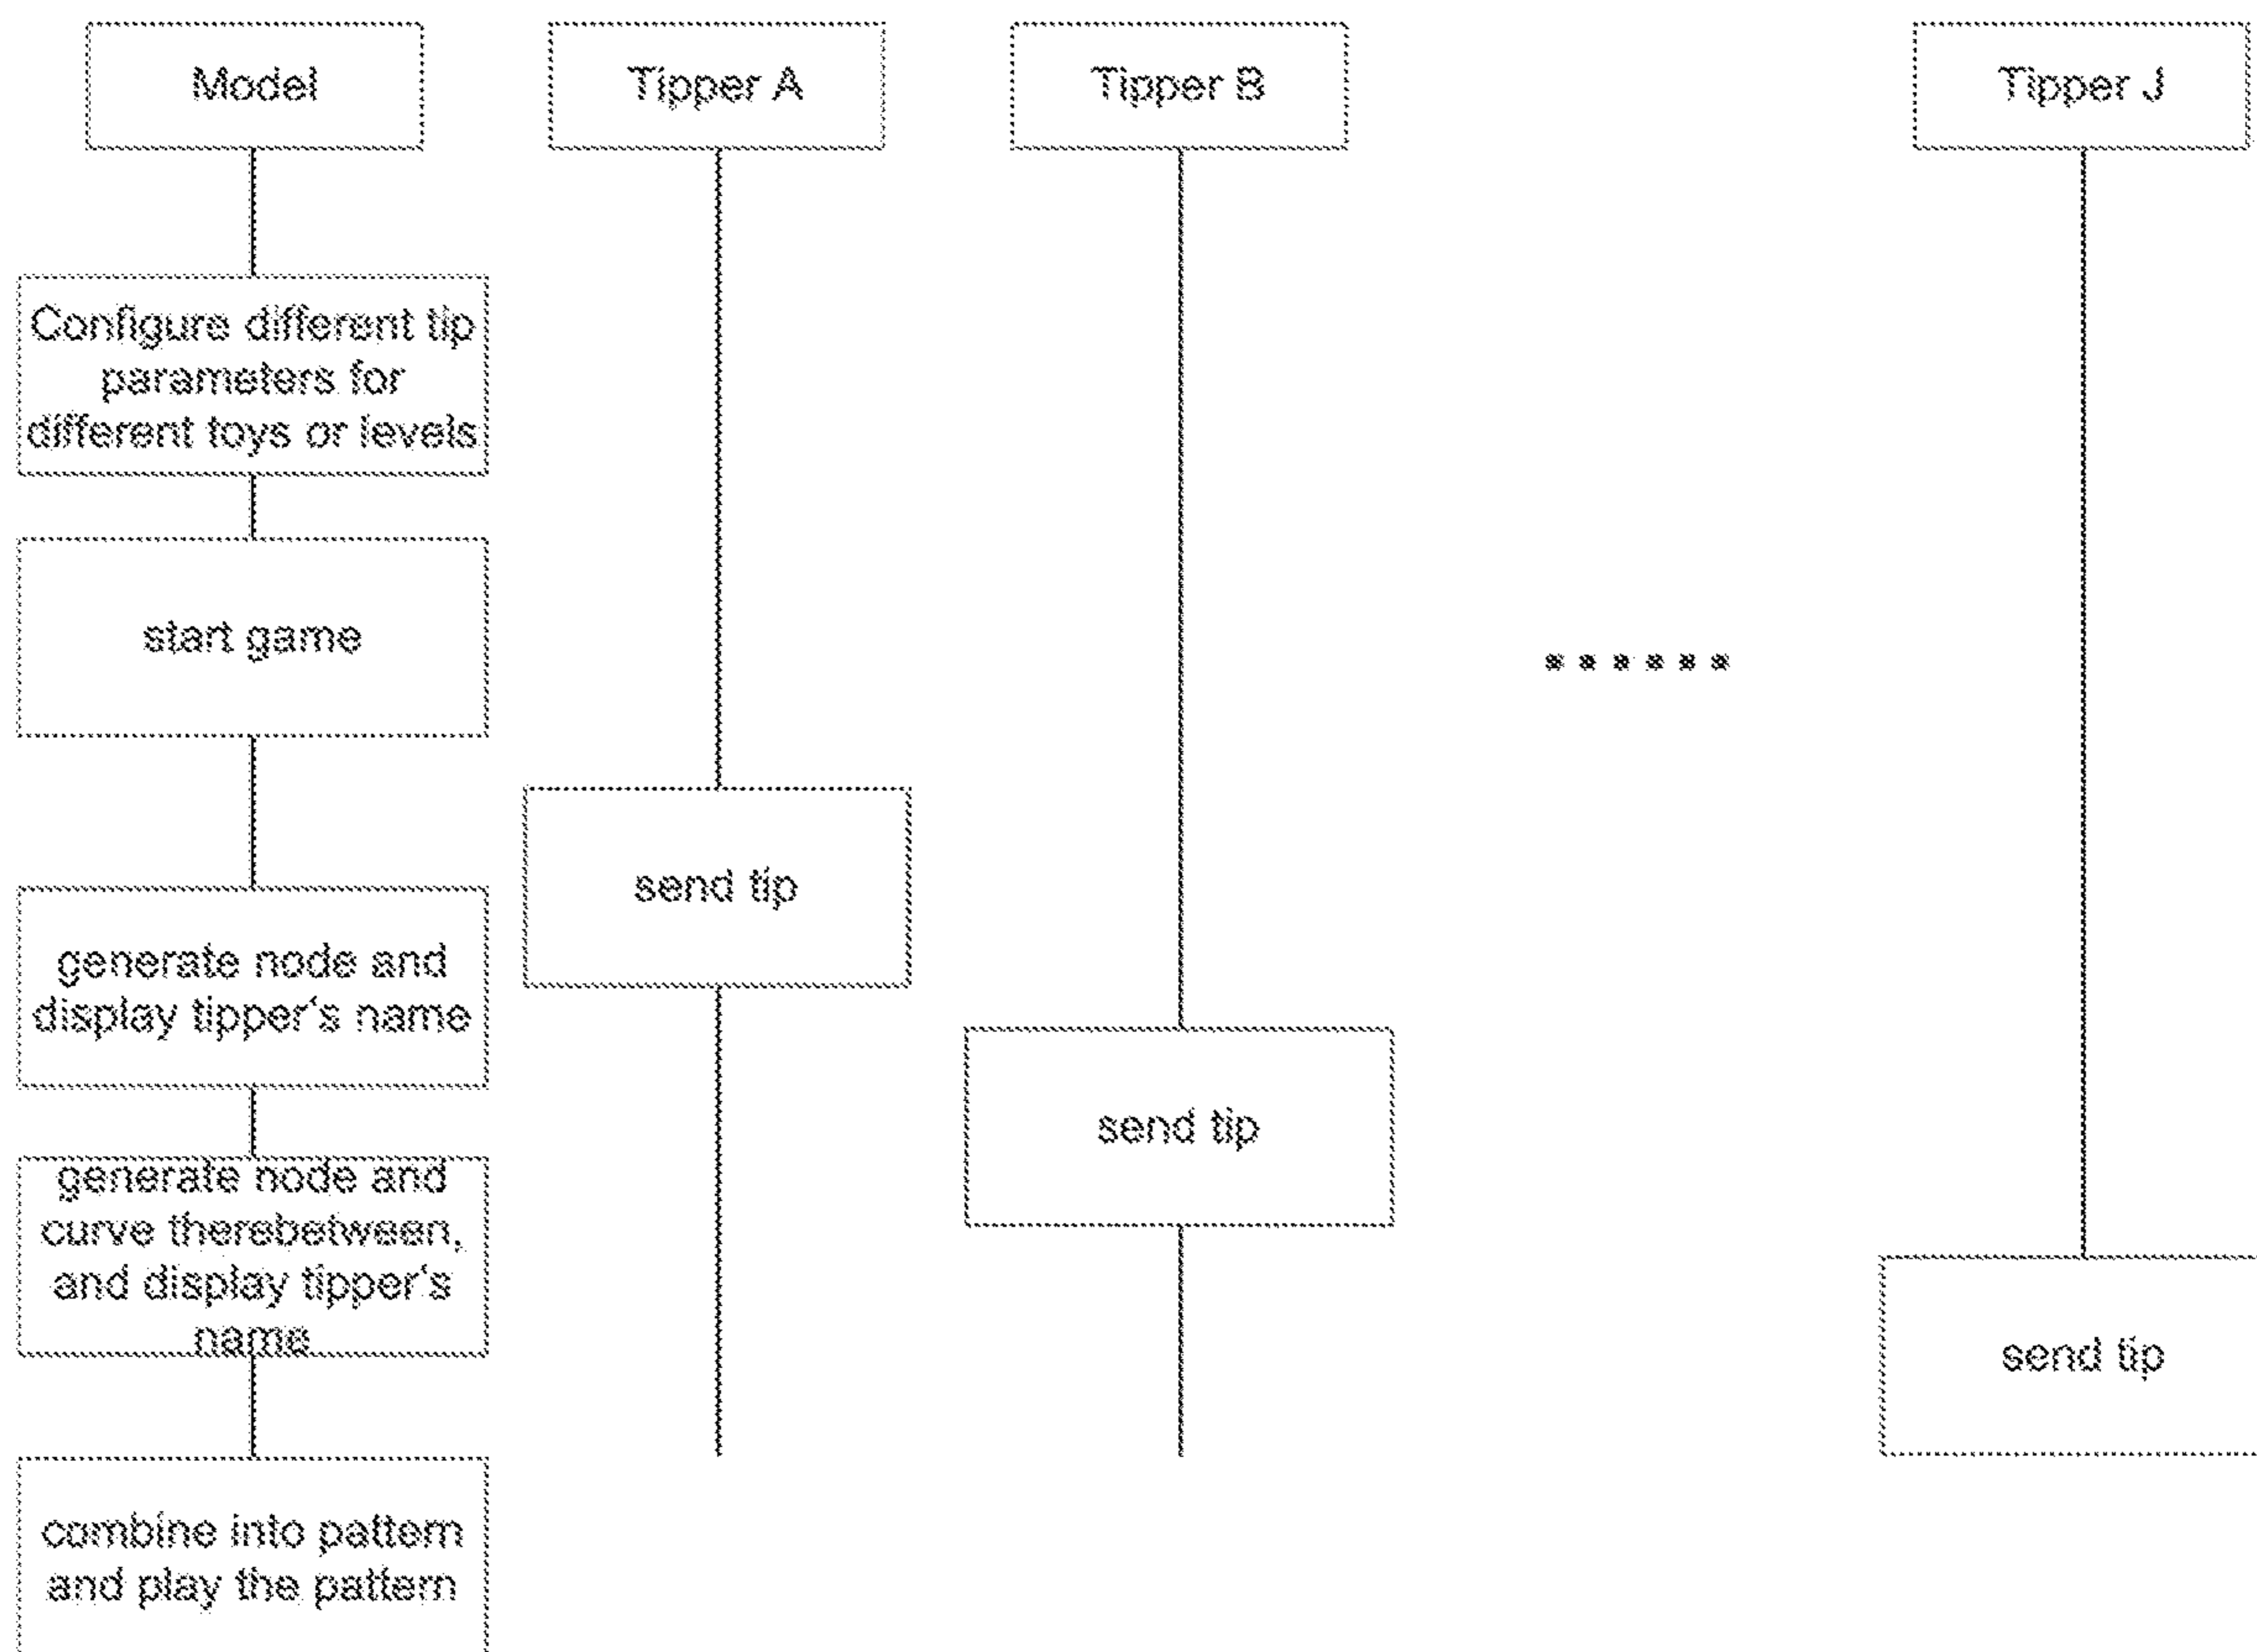 Model
Tipper A
Tipper B
Tipper J
Configure different tip
parameters for
different toys or levels
start game
......
send tip
generate node and
display tipper's name
send tip
generate node and
curve therebetween,
and display tipper's
name
send tip
combine into pattern
and play the pattern